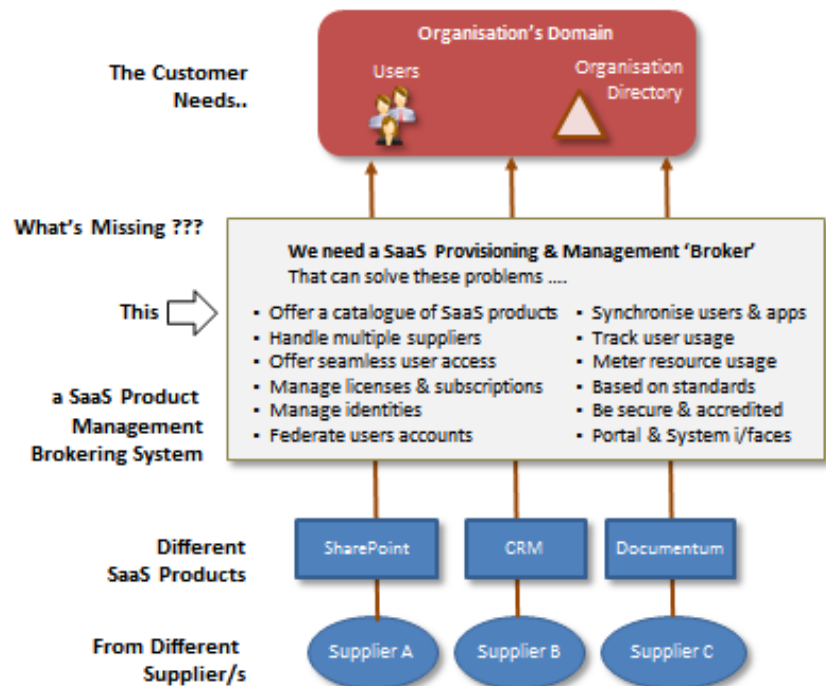 Organisation's Domain
The Customer
Needs..
Users
Organisation
Directory
What's Missing ???
We need a SaaS Provisioning & Management 'Broker'
That can solve these problems ....
This
▪ Offer a catalogue of SaaS products
▪ Handle multiple suppliers
▪ Offer seamless user access
▪ Manage licenses & subscriptions
▪ Manage identities
▪ Federate users accounts
▪ Synchronise users & apps
▪ Track user usage
▪ Meter resource usage
▪ Based on standards
▪ Be secure & accredited
▪ Portal & System i/faces
a SaaS Product
Management
Brokering System
Different
SaaS Products
SharePoint
CRM
Documentum
From Different
Supplier/s
Supplier A
Supplier B
Supplier C